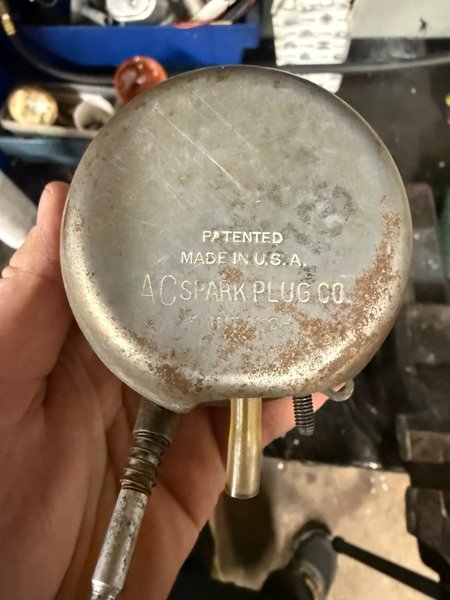 PATENTED
MADE IN U.S.A.
AC SPARK PLUG CO.